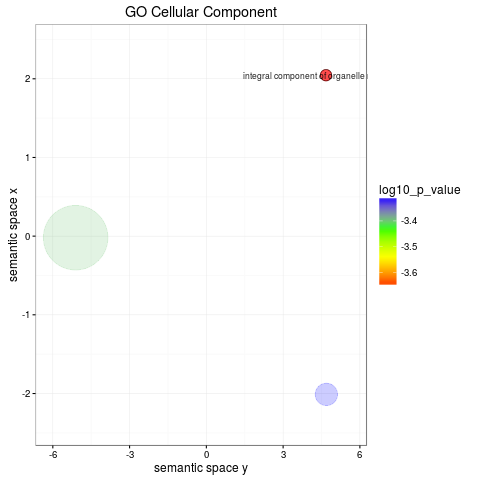 GO Cellular Component
integral component of organelle
log10_p_value
-3.4
-3.5
-3.6
2
1
0
-1
-2
semantic space x
-6
-3
0
3
6
semantic space y